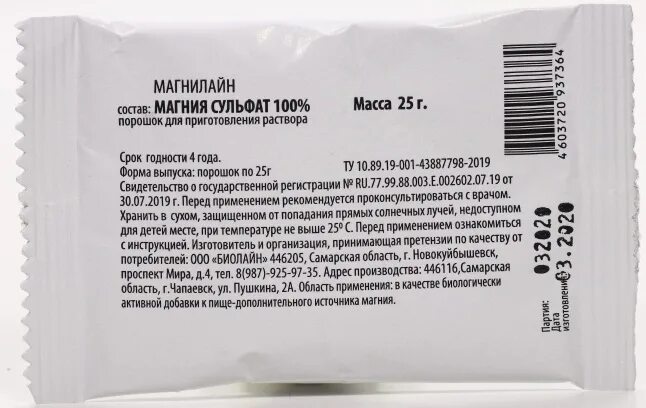 МАГНИЛАЙН
состав: МАГНИЯ СУЛЬФАТ 100%
порошок для приготовления раствора
Масса 25 г.
Срок годности 4 года.
Форма выпуска: порошок по 25г
ТУ 10.89.19-001-43887798-2019
Свидетельство о государственной регистрации № RU.77.99.88.003.Е.002602.07.19 от
30.07.2019 г. Перед применением рекомендуется проконсультироваться с врачом.
Хранить в сухом, защищенном от попадания прямых солнечных лучей, недоступном
для детей месте, при температуре не выше 25⁰ С. Перед применением ознакомиться
с инструкцией. Изготовитель и организация, принимающая претензии по качеству от
потребителей: ООО «БИОЛАЙН» 446205, Самарская область, г. Новокуйбышевск,
проспект Мира, д.4, тел. 8(987)-925-97-35. Адрес производства: 446116,Самарская
область, г.Чапаевск, ул. Пушкина, 2А. Область применения: в качестве биологически
активной добавки к пище-дополнительного источника магния.
4603720937364
Партия: 032020
Дата
изготовления 03.2020